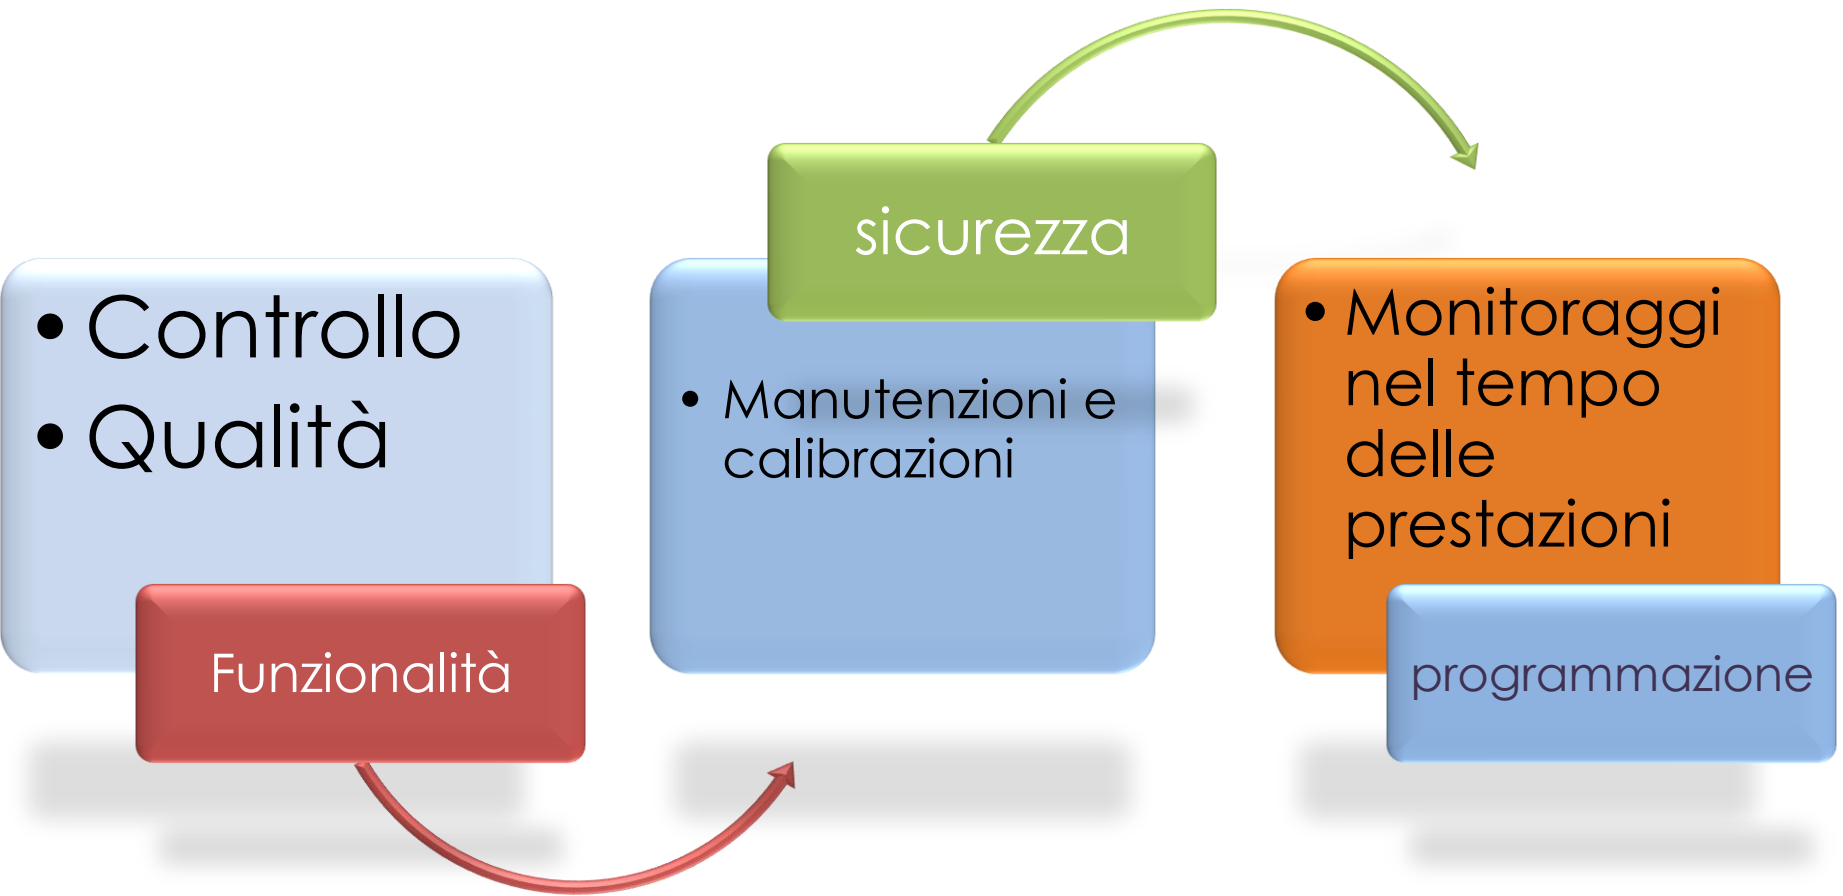 • Controllo
• Qualità
Funzionalità
sicurezza
• Manutenzioni e
calibrazioni
• Monitoraggi
nel tempo
delle
prestazioni
programmazione